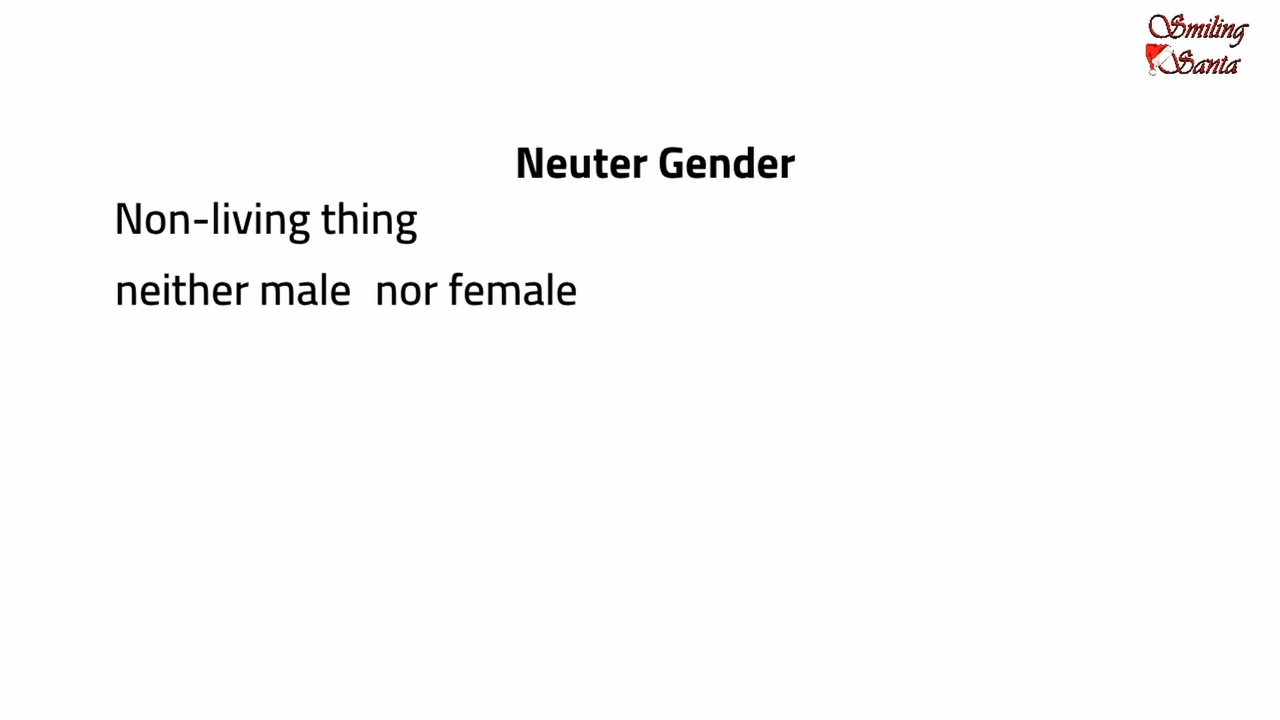 Smiling
Santa
Neuter Gender
Non-living thing
neither male nor female